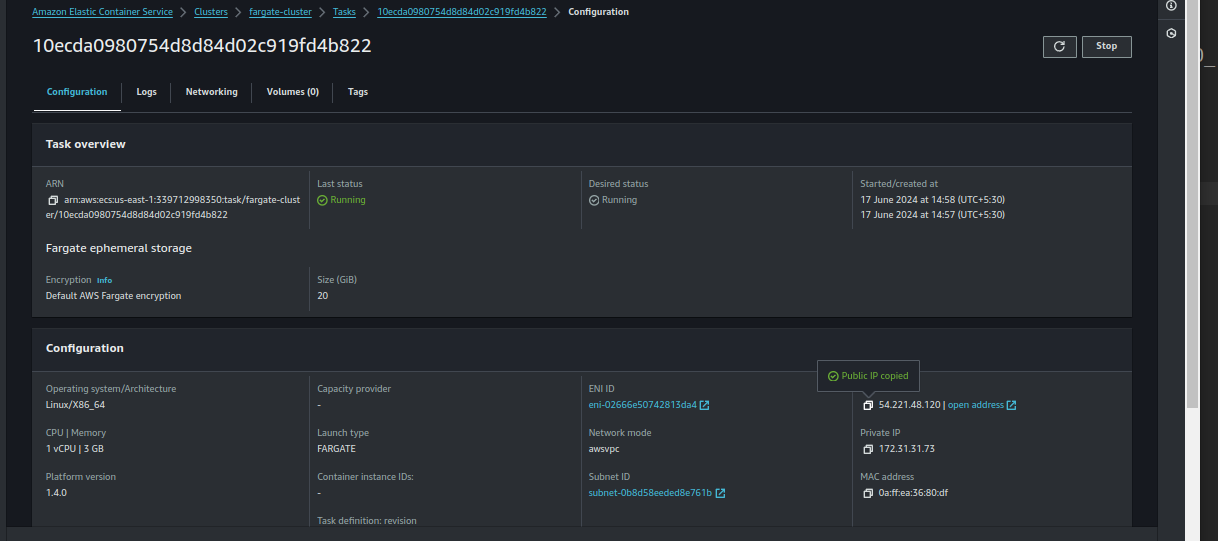 Amazon Elastic Container Service > Clusters > fargate-cluster > Tasks > 10ecda0980754d8d84d02c919fd4b822 > Configuration
10ecda0980754d8d84d02c919fd4b822
Stop
Configuration Logs Networking Volumes (0) Tags
Task overview
ARN
arn:aws:ecs:us-east-1:339712998350:task/fargate-clust
er/10ecda0980754d8d84d02c919fd4b822
Last status
Running
Desired status
Running
Started/created at
17 June 2024 at 14:58 (UTC+5:30)
17 June 2024 at 14:57 (UTC+5:30)
Fargate ephemeral storage
Encryption Info
Default AWS Fargate encryption
Size (GiB)
20
Configuration
Operating system/Architecture
Linux/X86_64
CPU | Memory
1 vCPU | 3 GB
Platform version
1.4.0
Capacity provider
-
Launch type
FARGATE
Container instance IDs:
-
Task definition: revision
ENI ID
eni-02666e50742813da4
Network mode
awsvpc
Subnet ID
subnet-0b8d58eeded8e761b
Public IP copied
54.221.48.120 | open address
Private IP
172.31.31.73
MAC address
0a:ff:ea:36:80:df